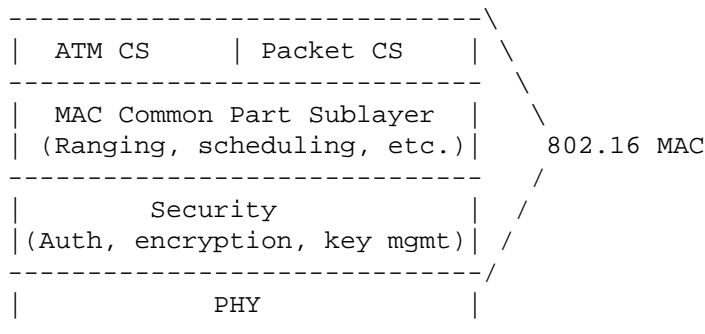 ATM CS | Packet CS
MAC Common Part Sublayer
(Ranging, scheduling, etc.)
802.16 MAC
Security
(Auth, encryption, key mgmt)
PHY